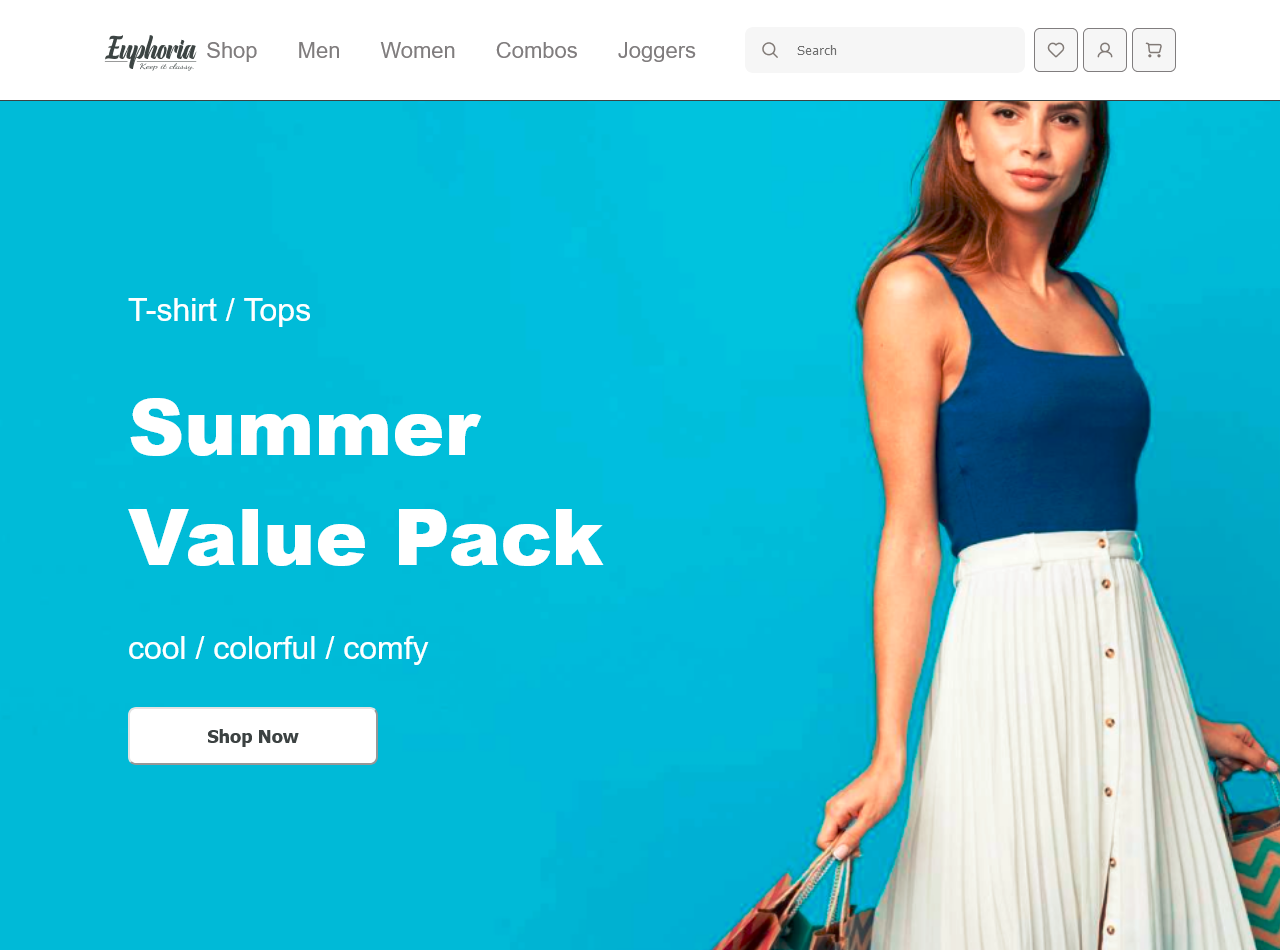 Euphoria
Keep it classy.
Shop
Men
Women
Combos
Joggers
Search
T-shirt / Tops
Summer
Value Pack
cool / colorful / comfy
Shop Now